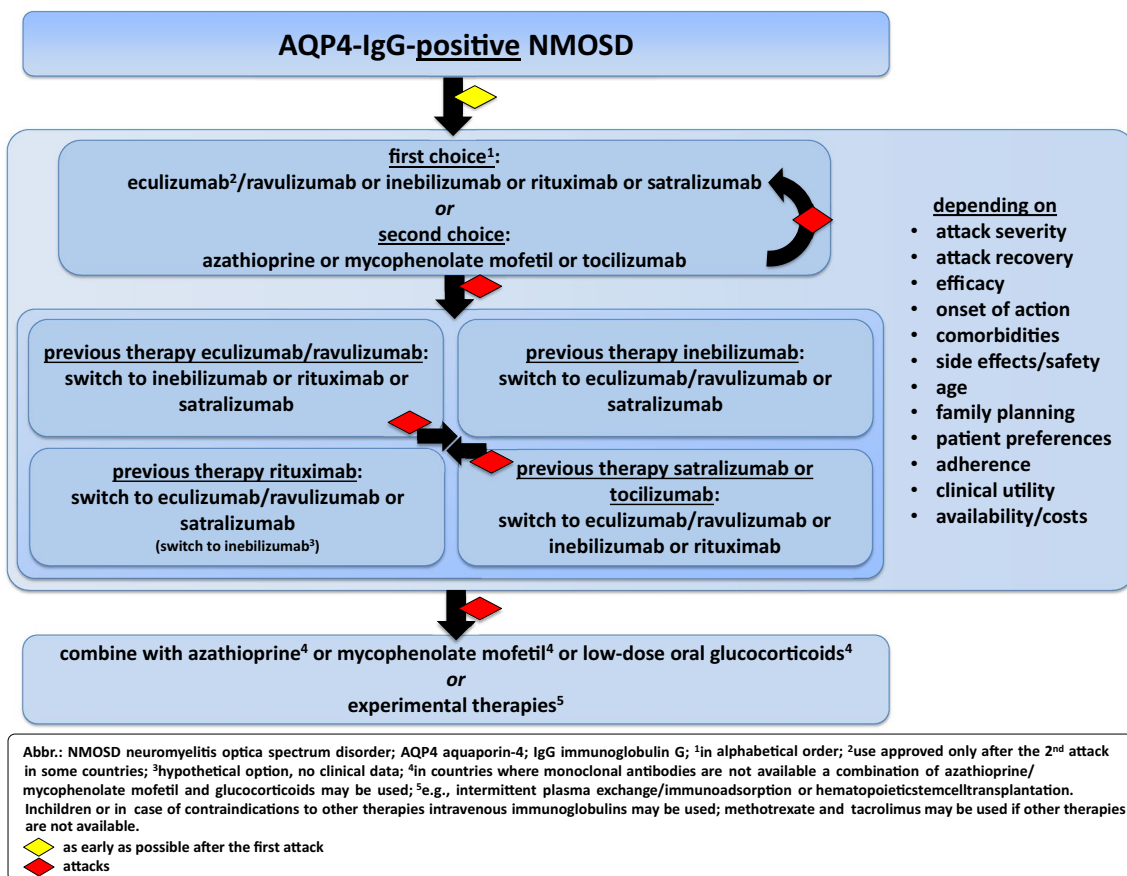 AQP4-IgG-positive NMOSD
first choice¹:
eculizumab²/ravulizumab or inebilizumab or rituximab or satralizumab
or
second choice:
azathioprine or mycophenolate mofetil or tocilizumab
previous therapy eculizumab/ravulizumab:
switch to inebilizumab or rituximab or
satralizumab
previous therapy inebilizumab:
switch to eculizumab/ravulizumab or
satralizumab
previous therapy rituximab:
switch to eculizumab/ravulizumab or
satralizumab
(switch to inebilizumab³)
previous therapy satralizumab or
tocilizumab:
switch to eculizumab/ravulizumab or
inebilizumab or rituximab
depending on
• attack severity
• attack recovery
• efficacy
• onset of action
• comorbidities
• side effects/safety
• age
• family planning
• patient preferences
• adherence
• clinical utility
• availability/costs
combine with azathioprine⁴ or mycophenolate mofetil⁴ or low-dose oral glucocorticoids⁴
or
experimental therapies⁵
Abbr.: NMOSD neuromyelitis optica spectrum disorder; AQP4 aquaporin-4; IgG immunoglobulin G; ¹in alphabetical order; ²use approved only after the 2ⁿᵈ attack
in some countries; ³hypothetical option, no clinical data; ⁴in countries where monoclonal antibodies are not available a combination of azathioprine/
mycophenolate mofetil and glucocorticoids may be used; ⁵e.g., intermittent plasma exchange/immunoadsorption or hematopoieticstemcelltransplantation.
Inchildren or in case of contraindications to other therapies intravenous immunoglobulins may be used; methotrexate and tacrolimus may be used if other therapies
are not available.
as early as possible after the first attack
attacks